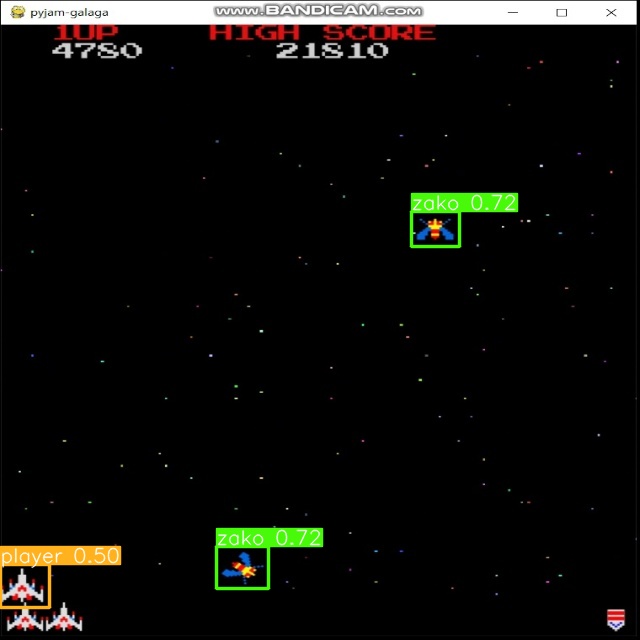 pyjam-galaga
www.BANDICAM.com
1UP HIGH SCORE
4780 21810
zako 0.72
zako 0.72
player 0.50